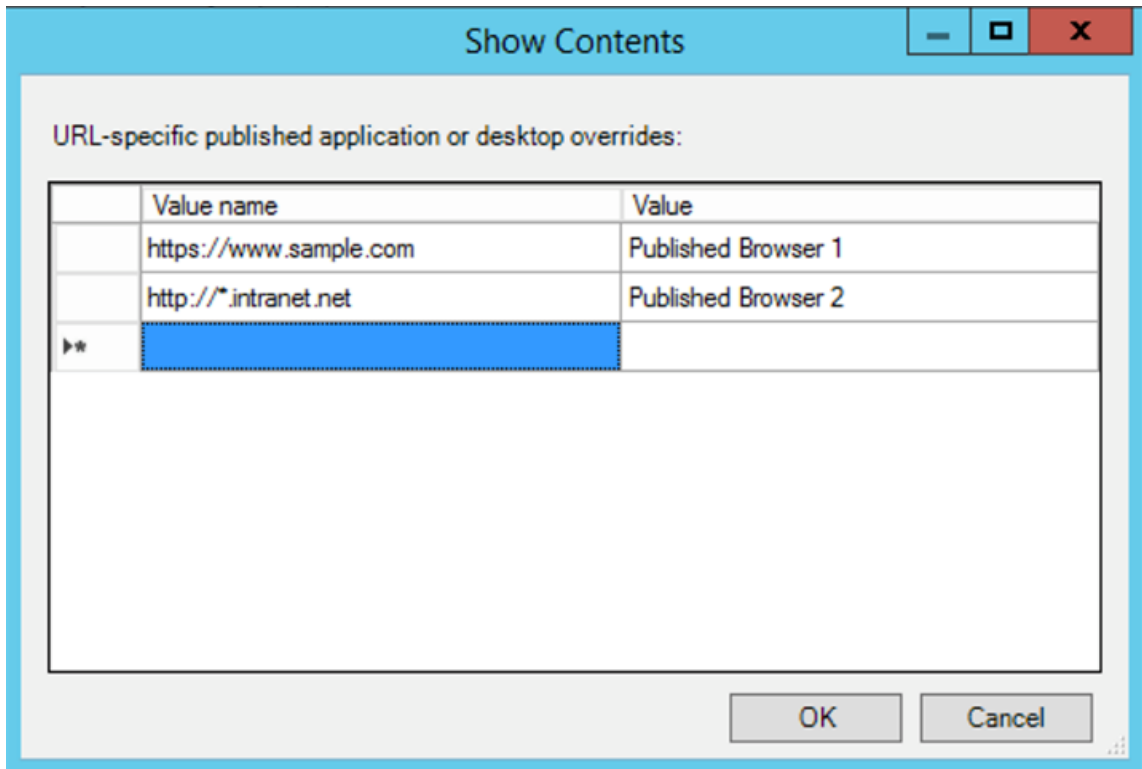 Show Contents
URL-specific published application or desktop overrides:
Value name Value
https://www.sample.com Published Browser 1
http://*.intranet.net Published Browser 2
OK Cancel